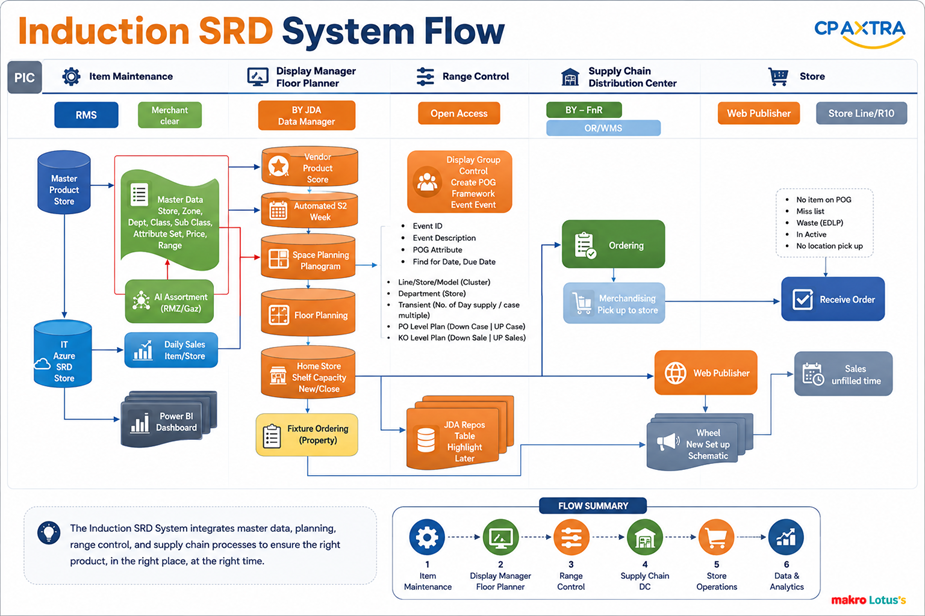 Induction SRD System Flow
CP AXTRA
PIC
Item Maintenance
Display Manager
Floor Planner
Range Control
Supply Chain
Distribution Center
Store
RMS
Merchant
clear
BY JDA
Data Manager
Open Access
BY – FnR
OR/WMS
Web Publisher
Store Line/R10
Master
Product
Store
Master Data
Store, Zone,
Dept, Class, Sub Class,
Attribute Set, Price,
Range
AI Assortment
(RMZ/Gaz)
IT
Azure
SRD
Store
Daily Sales
Item/Store
Power BI
Dashboard
Vendor
Product
Score
Automated S2
Week
Space Planning
Planogram
Floor Planning
Home Store
Shelf Capacity
New/Close
Fixture Ordering
(Property)
Display Group
Control
Create POG
Framework
Event Event
• Event ID
• Event Description
• POG Attribute
• Find for Date, Due Date
• Line/Store/Model (Cluster)
• Department (Store)
• Transient (No. of Day supply / case
multiple)
• PO Level Plan (Down Case | UP Case)
• KO Level Plan (Down Sale | UP Sales)
JDA Repos
Table
Highlight
Later
Ordering
Merchandising
Pick up to store
• No item on POG
• Miss list
• Waste (EDLP)
• In Active
• No location pick up
Receive Order
Web Publisher
Sales
unfilled time
Wheel
New Set up
Schematic
The Induction SRD System integrates master data, planning,
range control, and supply chain processes to ensure the right
product, in the right place, at the right time.
FLOW SUMMARY
1
Item
Maintenance
2
Display Manager
Floor Planner
3
Range
Control
4
Supply Chain
DC
5
Store
Operations
6
Data &
Analytics
makro Lotus's